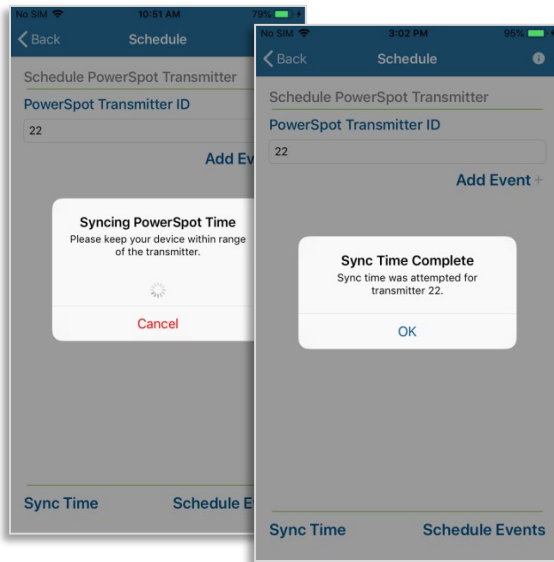 No SIM 10:51 AM 79%
Back Schedule
Schedule PowerSpot Transmitter
PowerSpot Transmitter ID
22
Add Ev
Syncing PowerSpot Time
Please keep your device within range
of the transmitter.
Cancel
Sync Time Schedule E
No SIM 3:02 PM 95%
Back Schedule
Schedule PowerSpot Transmitter
PowerSpot Transmitter ID
22
Add Event +
Sync Time Complete
Sync time was attempted for
transmitter 22.
OK
Sync Time Schedule Events